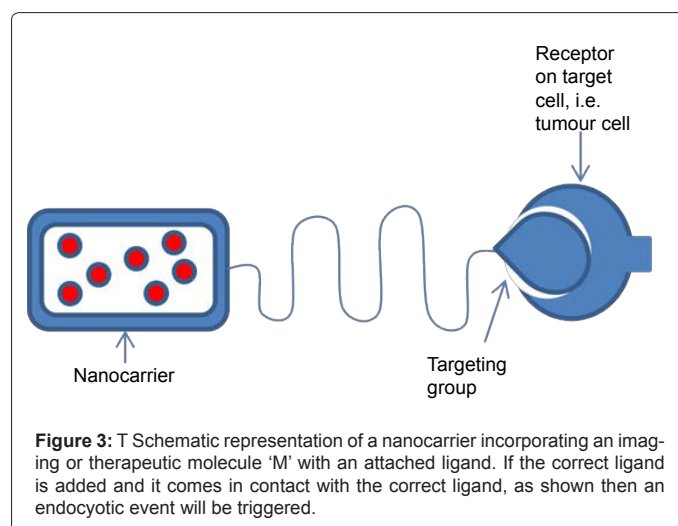 Receptor
on target
cell, i.e.
tumour cell
Nanocarrier
Targeting
group
Figure 3: T Schematic representation of a nanocarrier incorporating an imag-
ing or therapeutic molecule ‘M’ with an attached ligand. If the correct ligand
is added and it comes in contact with the correct ligand, as shown then an
endocyotic event will be triggered.